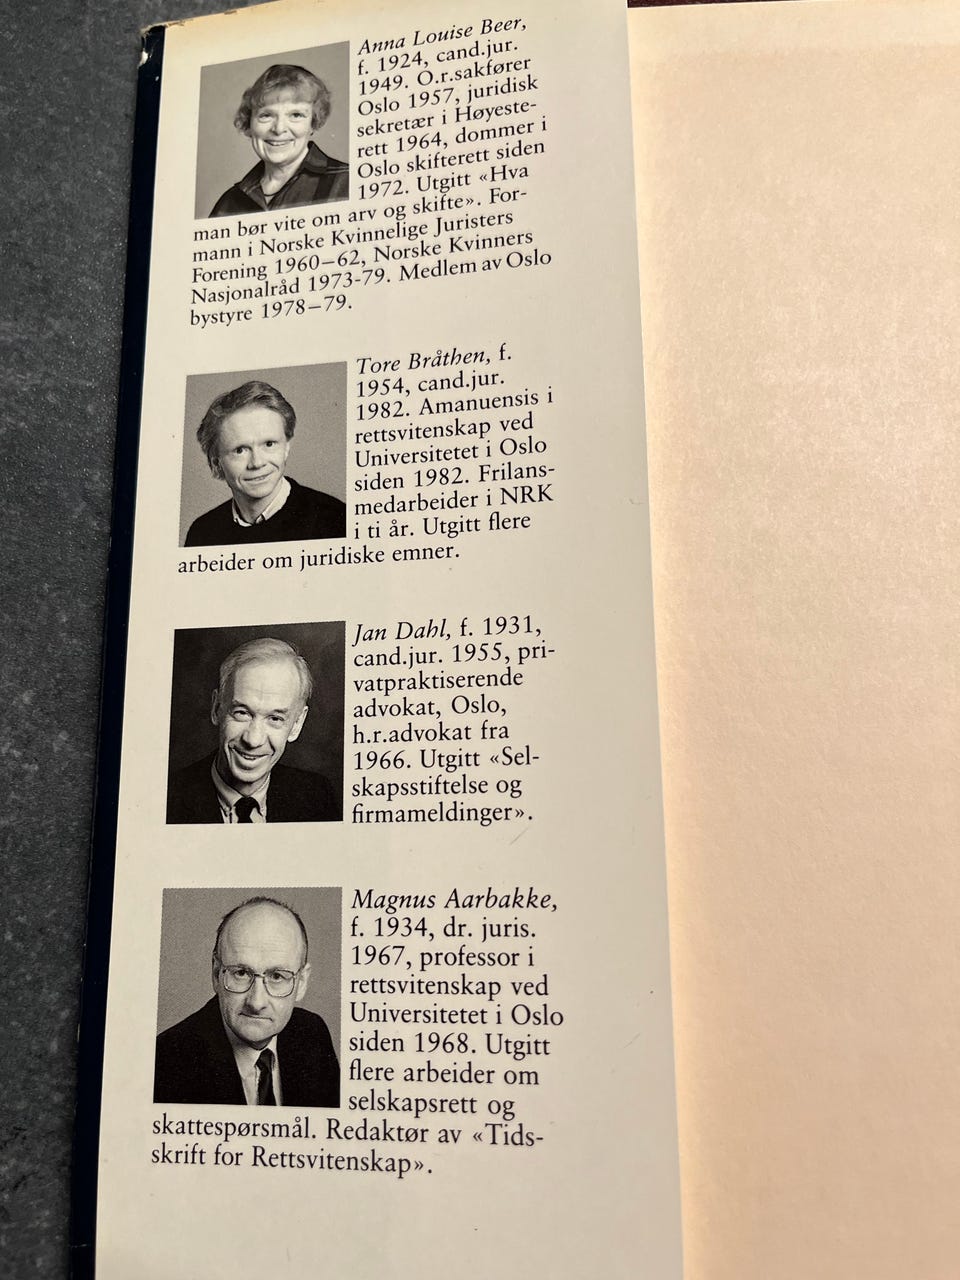 Anna Louise Beer,
f. 1924, cand.jur.
1949. O.r.sakfører
Oslo 1957, juridisk
sekretær i Høyeste-
rett 1964, dommer i
Oslo skifterett siden
1972. Utgitt «Hva
man bør vite om arv og skifte». For-
mann i Norske Kvinnelige Juristers
Forening 1960–62, Norske Kvinners
Nasjonalråd 1973-79. Medlem av Oslo
bystyre 1978–79.
Tore Bråthen, f.
1954, cand.jur.
1982. Amanuensis i
rettsvitenskap ved
Universitetet i Oslo
siden 1982. Frilans-
medarbeider i NRK
i ti år. Utgitt flere
arbeider om juridiske emner.
Jan Dahl, f. 1931,
cand.jur. 1955, pri-
vatpraktiserende
advokat, Oslo,
h.r.advokat fra
1966. Utgitt «Sel-
skapsstiftelse og
firmameldinger».
Magnus Aarbakke,
f. 1934, dr. juris.
1967, professor i
rettsvitenskap ved
Universitetet i Oslo
siden 1968. Utgitt
flere arbeider om
selskapsrett og
skattespørsmål. Redaktør av «Tids-
skrift for Rettsvitenskap».